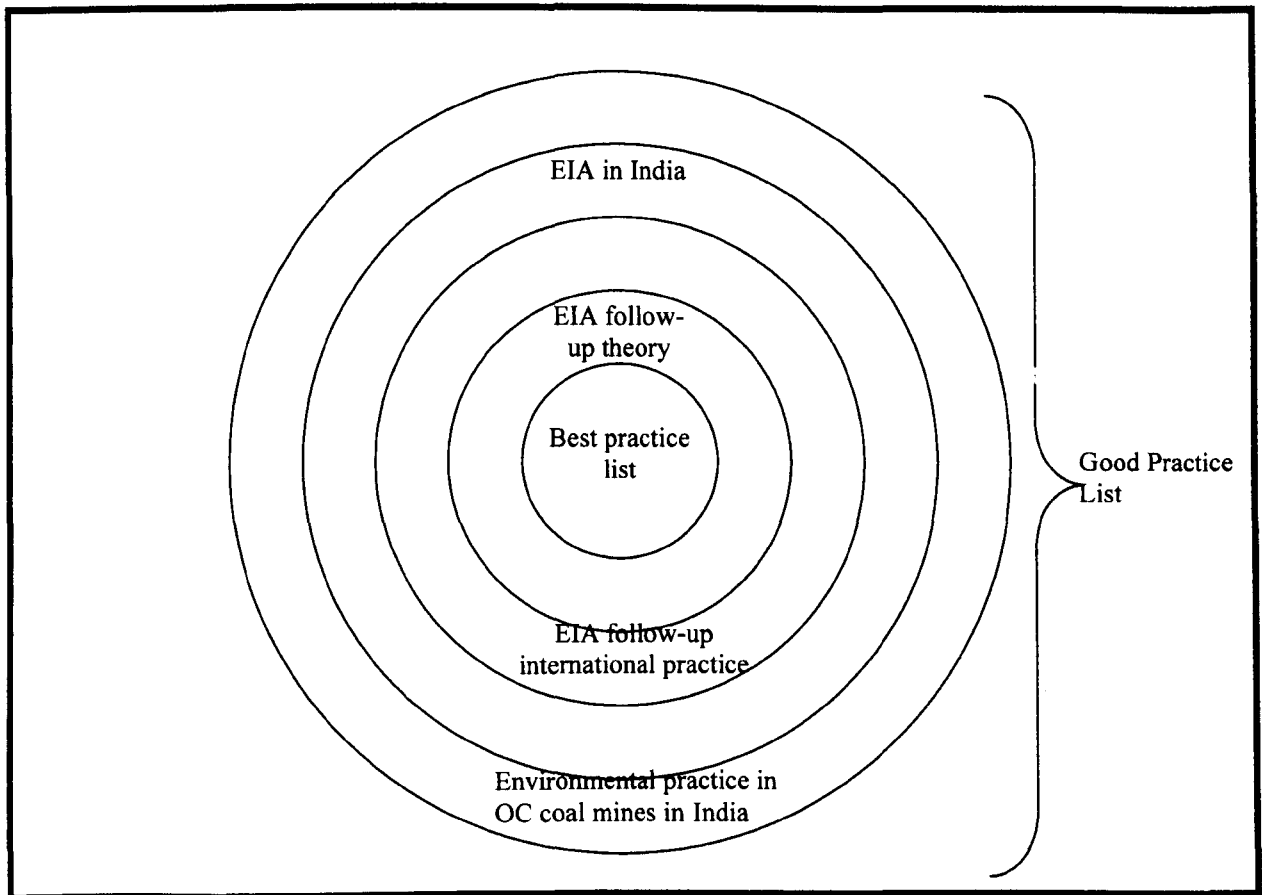 EIA in India
EIA follow-
up theory
Best practice
list
Good Practice
List
EIA follow-up
international practice
Environmental practice in
OC coal mines in India